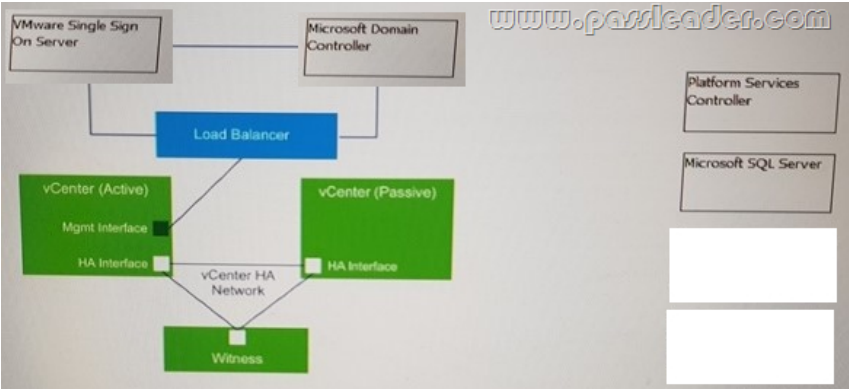 www.passleader.com
VMware Single Sign
On Server
Microsoft Domain
Controller
Platform Services
Controller
Load Balancer
Microsoft SQL Server
vCenter (Active)
vCenter (Passive)
Mgmt Interface
HA Interface
HA Interface
vCenter HA
Network
Witness